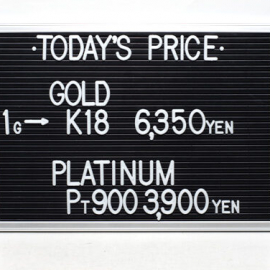 ·TODAY'S PRICE·
GOLD
1G→ K18 6,350YEN
PLATINUM
PT900 3,900YEN